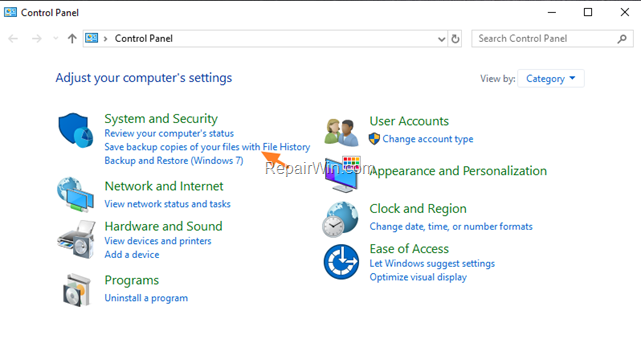 Control Panel
Control Panel
Search Control Panel
Adjust your computer's settings
View by: Category
System and Security
Review your computer's status
Save backup copies of your files with File History
Backup and Restore (Windows 7)
Network and Internet
View network status and tasks
Hardware and Sound
View devices and printers
Add a device
Programs
Uninstall a program
User Accounts
Change account type
RepairWin.com
Appearance and Personalization
Clock and Region
Change date, time, or number formats
Ease of Access
Let Windows suggest settings
Optimize visual display